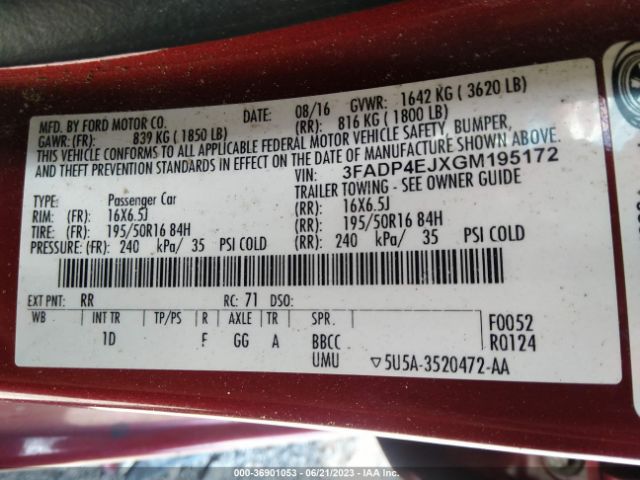 MFD. BY FORD MOTOR CO.
DATE: 08/16 GVWR: 1642 KG ( 3620 LB)
GAWR: (FR): 839 KG ( 1850 LB) (RR): 816 KG ( 1800 LB)
THIS VEHICLE CONFORMS TO ALL APPLICABLE FEDERAL MOTOR VEHICLE SAFETY, BUMPER,
AND THEFT PREVENTION STANDARDS IN EFFECT ON THE DATE OF MANUFACTURE SHOWN ABOVE.
VIN: 3FADP4EJXGM195172
TYPE: Passenger Car TRAILER TOWING - SEE OWNER GUIDE
RIM: (FR) 16X6.5J (RR) 16X6.5J
TIRE: (FR) 195/50R16 84H (RR): 195/50R16 84H
PRESSURE: (FR) 240 kPa/ 35 PSI COLD (RR): 240 kPa/ 35 PSI COLD
EXT PNT: RR RC: 71 DSO:
WB INT TR TP/PS R AXLE TR SPR. F0052
1D F GG A BBCC R0124
UMU ▽5U5A-3520472-AA
000-36901053 - 06/21/2023 - IAA Inc.